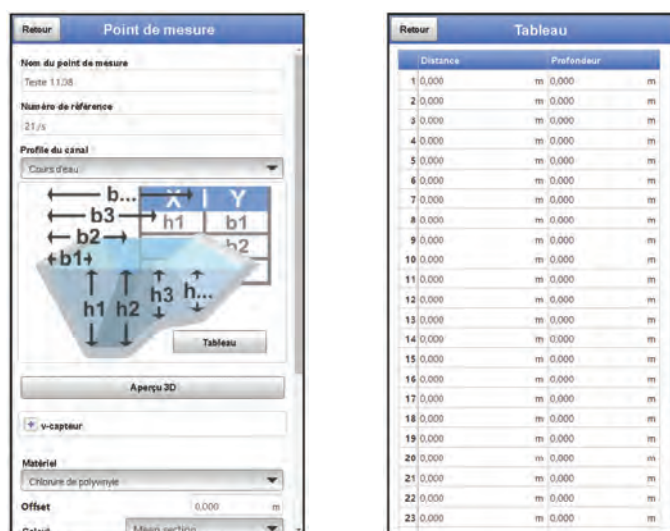 Retour Point de mesure
Nom du point de mesure
Teste 11.08
Numéro de référence
21/s
Profile du canal
Cours d'eau
b... X Y
b3 h1 b1
b2 b2
b1
h1 h2 h3 h...
Tableau
Aperçu 3D
+ v-capteur
Matériel
Chlorure de polyvinyle
Offset 0,000 m
Calcul Mean section
Retour Tableau
Distance Profondeur
1 0,000 m 0,000 m
2 0,000 m 0,000 m
3 0,000 m 0,000 m
4 0,000 m 0,000 m
5 0,000 m 0,000 m
6 0,000 m 0,000 m
7 0,000 m 0,000 m
8 0,000 m 0,000 m
9 0,000 m 0,000 m
10 0,000 m 0,000 m
11 0,000 m 0,000 m
12 0,000 m 0,000 m
13 0,000 m 0,000 m
14 0,000 m 0,000 m
15 0,000 m 0,000 m
16 0,000 m 0,000 m
17 0,000 m 0,000 m
18 0,000 m 0,000 m
19 0,000 m 0,000 m
20 0,000 m 0,000 m
21 0,000 m 0,000 m
22 0,000 m 0,000 m
23 0,000 m 0,000 m